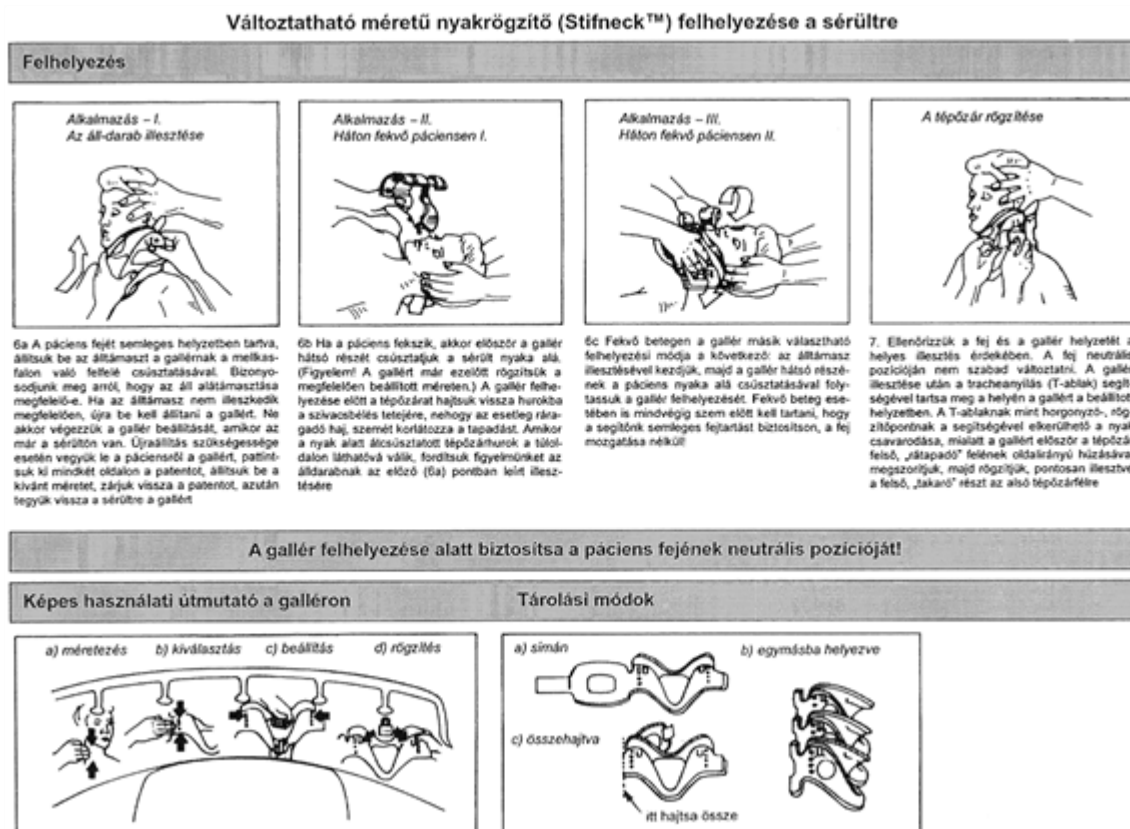 Változtatható méretű nyakrögzítő (Stifneck™) felhelyezése a sérültre
Felhelyezés
Alkalmazás – I.
Az áll-darab illesztése
Alkalmazás – II.
Háton fekvő páciensen I.
Alkalmazás – III.
Háton fekvő páciensen II.
A tépőzár rögzítése
6a A páciens fejét semleges helyzetben tartva,
állítsuk be az álltámaszt a gallérnak a mellkas-
falon való felfelé csúsztatásával. Bizonyo-
sodjunk meg arról, hogy az áll alátámasztása
megfelelő-e. Ha az álltámasz nem illeszkedik
megfelelően, újra be kell állítani a gallért. Ne
akkor végezzük a gallér beállítását, amikor az
már a sérültön van. Újraállítás szükségessége
esetén vegyük le a páciensről a gallért, pattint-
suk ki mindkét oldalon a patentot, állítsuk be a
kívánt méretet, zárjuk vissza a patentot, azután
tegyük vissza a sérültre a gallért
6b Ha a páciens fekszik, akkor először a gallér
hátsó részét csúsztatjuk a sérült nyaka alá.
(Figyelem! A gallért már ezelőtt rögzítsük a
megfelelően beállított méreten.) A gallér felhe-
lyezése előtt a tépőzárat hajtsuk vissza hurokba
a szivacsbélés tetejére, nehogy az esetleg rára-
gadó haj, szemét korlátozza a tapadást. Amikor
a nyak alatt átcsúsztatott tépőzárhurok a túlol-
dalon láthatóvá válik, fordítsuk figyelmünket az
álldarabnak az előző (6a) pontban leírt illesz-
tésére
6c Fekvő betegen a gallér másik választható
felhelyezési módja a következő: az álltámasz
illesztésével kezdjük, majd a gallér hátsó részé-
nek a páciens nyaka alá csúsztatásával foly-
tassuk a gallér felhelyezését. Fekvő beteg ese-
tében is mindvégig szem előtt kell tartani, hogy
a segítőnk semleges fejtartást biztosítson, a fej
mozgatása nélkül!
7. Ellenőrizzük a fej és a gallér helyzetét a
helyes illesztés érdekében. A fej neutrális
pozícióján nem szabad változtatni. A gallér
illesztése után a tracheanyílás (T-ablak) segít-
ségével tartsa meg a helyén a gallért a beállított
helyzetben. A T-ablaknak mint horgonyzó-, rög-
zítőpontnak a segítségével elkerülhető a nyak
csavarodása, mialatt a gallért először a tépőzár
felső, „rátapadó” felének oldalirányú húzásával
megszorítjuk, majd rögzítjük, pontosan illesztve
a felső, „takaró” részt az alsó tépőzárfélre
A gallér felhelyezése alatt biztosítsa a páciens fejének neutrális pozícióját!
Képes használati útmutató a galléron
Tárolási módok
a) méretezés b) kiválasztás c) beállítás d) rögzítés
a) simán
b) egymásba helyezve
c) összehajtva
itt hajtsa össze